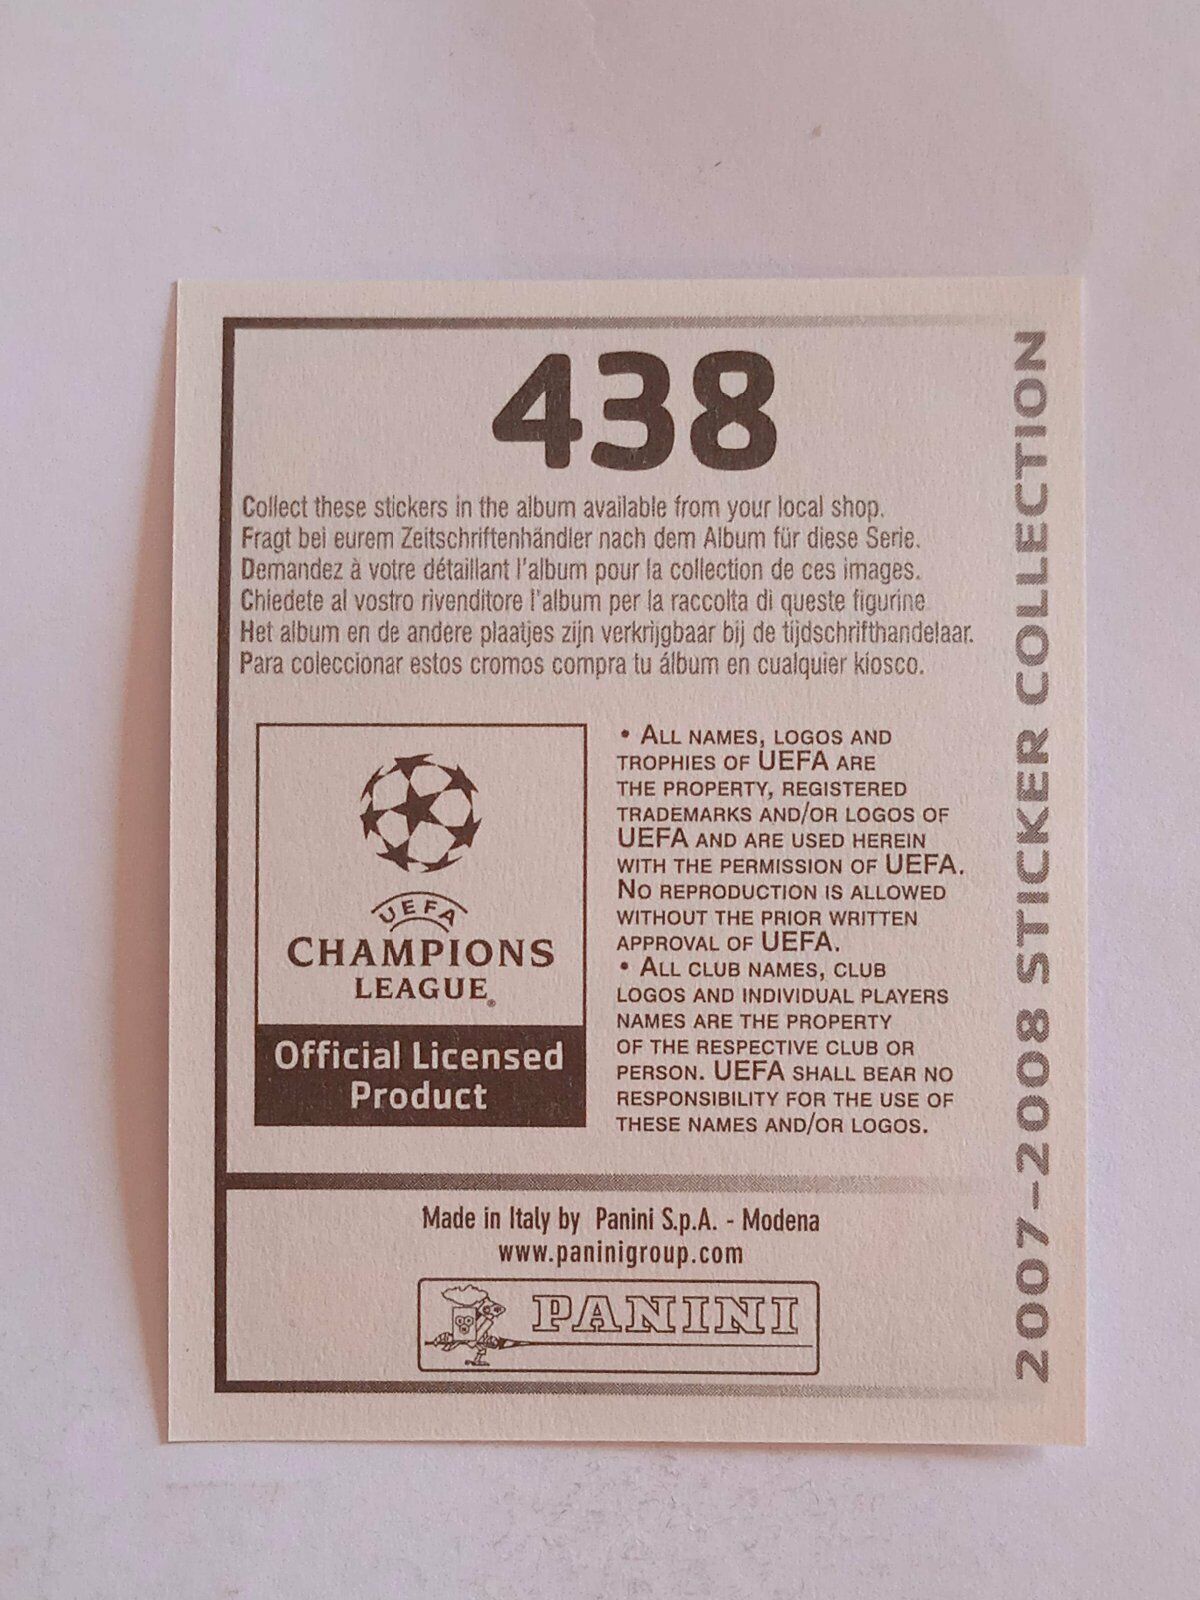 438
Collect these stickers in the album available from your local shop.
Fragt bei eurem Zeitschriftenhändler nach dem Album für diese Serie.
Demandez à votre détaillant l'album pour la collection de ces images.
Chiedete al vostro rivenditore l'album per la raccolta di queste figurine
Het album en de andere plaatjes zijn verkrijgbaar bij de tijdschrifthandelaar.
Para coleccionar estos cromos compra tu álbum en cualquier kiosco.
UEFA
CHAMPIONS
LEAGUE®
Official Licensed
Product
• ALL NAMES, LOGOS AND
TROPHIES OF UEFA ARE
THE PROPERTY, REGISTERED
TRADEMARKS AND/OR LOGOS OF
UEFA AND ARE USED HEREIN
WITH THE PERMISSION OF UEFA.
NO REPRODUCTION IS ALLOWED
WITHOUT THE PRIOR WRITTEN
APPROVAL OF UEFA.
• ALL CLUB NAMES, CLUB
LOGOS AND INDIVIDUAL PLAYERS
NAMES ARE THE PROPERTY
OF THE RESPECTIVE CLUB OR
PERSON. UEFA SHALL BEAR NO
RESPONSIBILITY FOR THE USE OF
THESE NAMES AND/OR LOGOS.
Made in Italy by Panini S.p.A. - Modena
www.paninigroup.com
PANINI
2007-2008 STICKER COLLECTION